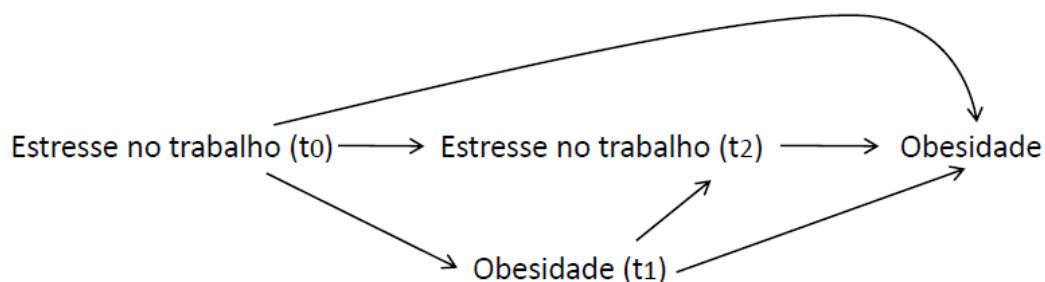 Estresse no trabalho (t0) Estresse no trabalho (t2) Obesidade
Obesidade (t1)